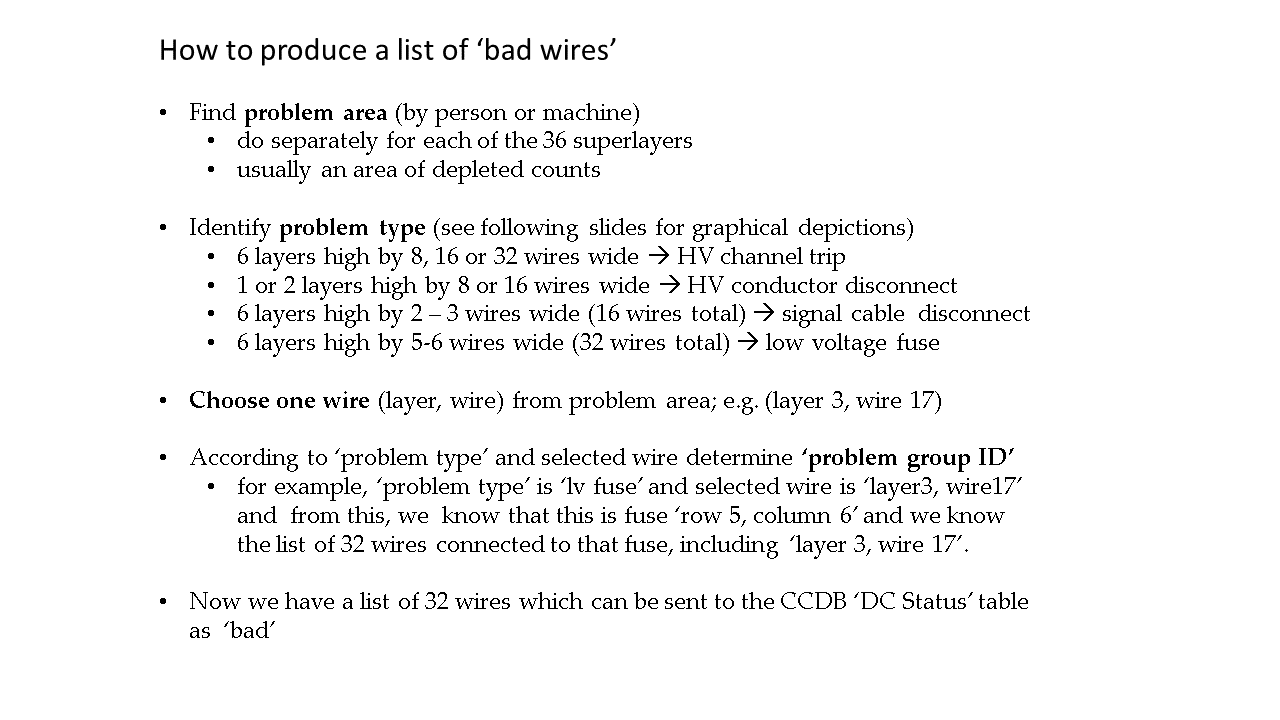 How to produce a list of ‘bad wires’
• Find problem area (by person or machine)
• do separately for each of the 36 superlayers
• usually an area of depleted counts
• Identify problem type (see following slides for graphical depictions)
• 6 layers high by 8, 16 or 32 wires wide → HV channel trip
• 1 or 2 layers high by 8 or 16 wires wide → HV conductor disconnect
• 6 layers high by 2 – 3 wires wide (16 wires total) → signal cable disconnect
• 6 layers high by 5-6 wires wide (32 wires total) → low voltage fuse
• Choose one wire (layer, wire) from problem area; e.g. (layer 3, wire 17)
• According to ‘problem type’ and selected wire determine ‘problem group ID’
• for example, ‘problem type’ is ‘lv fuse’ and selected wire is ‘layer3, wire17’
and from this, we know that this is fuse ‘row 5, column 6’ and we know
the list of 32 wires connected to that fuse, including ‘layer 3, wire 17’.
• Now we have a list of 32 wires which can be sent to the CCDB ‘DC Status’ table
as ‘bad’